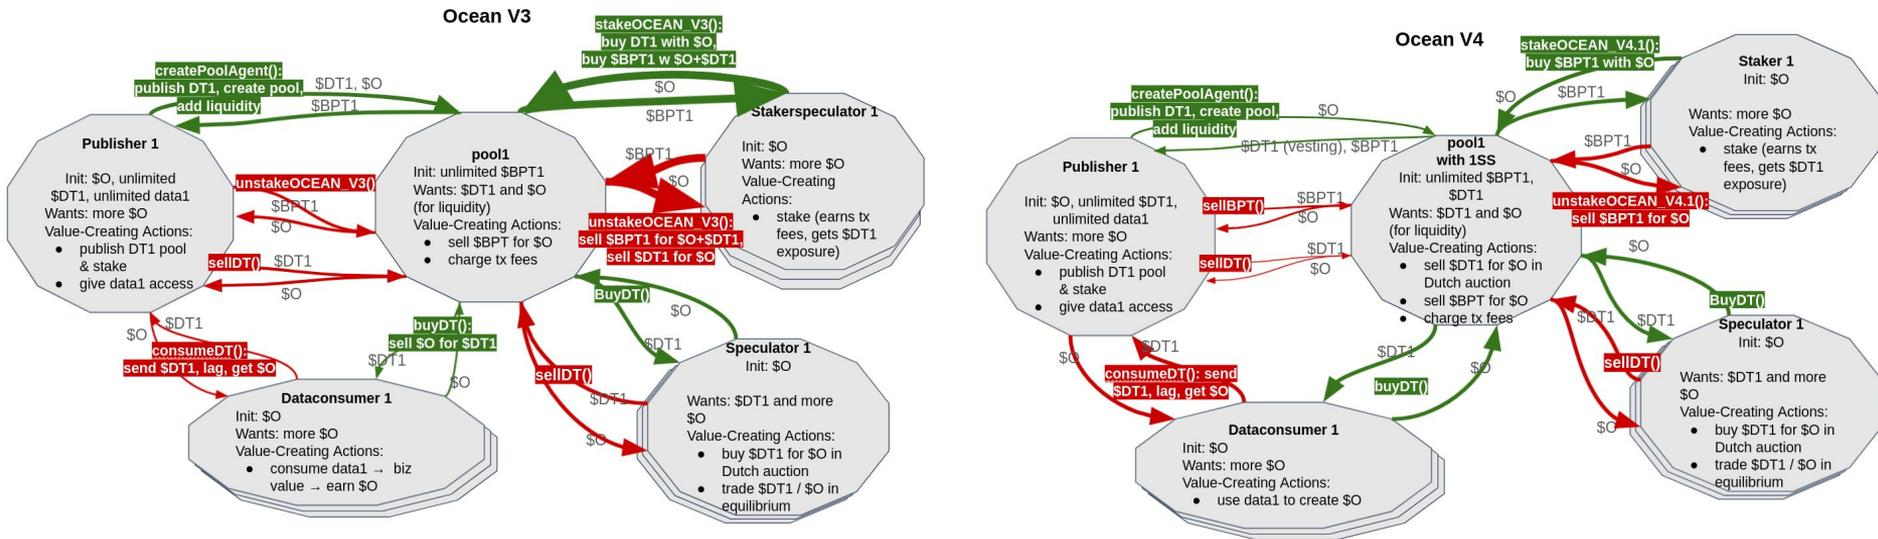 Ocean V3
stakeOCEAN_V3():
buy DT1 with $O,
buy $BPT1 w $O+$DT1
createPoolAgent():
publish DT1, create pool,
add liquidity
$DT1, $O
$BPT1
$O
$BPT1
Publisher 1
Init: $O, unlimited
$DT1, unlimited data1
Wants: more $O
Value-Creating Actions:
● publish DT1 pool
& stake
● give data1 access
pool1
Init: unlimited $BPT1
Wants: $DT1 and $O
(for liquidity)
Value-Creating Actions:
● sell $BPT for $O
● charge tx fees
Stakerspeculator 1
Init: $O
Wants: more $O
Value-Creating
Actions:
● stake (earns tx
fees, gets $DT1
exposure)
$BPT1
$O
unstakeOCEAN_V3():
sell $BPT1 for $O+DT1,
sell $DT1 for $O
unstakeOCEAN_V3()
$BPT1
$O
sellDT()
$DT1
$O
BuyDT()
$O
$DT1
$O
$DT1
consumeDT():
send $DT1, lag, get $O
buyDT():
sell $O for $DT1
$DT1
$O
sellDT()
$DT1
$O
Speculator 1
Init: $O
Wants: $DT1 and more
$O
Value-Creating Actions:
● buy $DT1 for $O in
Dutch auction
● trade $DT1 / $O in
equilibrium
Dataconsumer 1
Init: $O
Wants: more $O
Value-Creating Actions:
● consume data1 → biz
value → earn $O
Ocean V4
stakeOCEAN_V4.1():
buy $BPT1 with $O
$O
$BPT1
createPoolAgent():
publish DT1, create pool,
add liquidity
$O
$DT1 (vesting), $BPT1
Publisher 1
Init: $O, unlimited $DT1,
unlimited data1
Wants: more $O
Value-Creating Actions:
● publish DT1 pool
& stake
● give data1 access
pool1
with 1SS
Init: unlimited $BPT1,
$DT1
Wants: $DT1 and $O
(for liquidity)
Value-Creating Actions:
● sell $DT1 for $O in
Dutch auction
● sell $BPT for $O
● charge tx fees
Staker 1
Init: $O
Wants: more $O
Value-Creating Actions:
● stake (earns tx
fees, gets $DT1
exposure)
$BPT1
$O
unstakeOCEAN_V4.1():
sell $BPT1 for $O
sellBPT()
$BPT1
$O
sellDT()
$DT1
$O
$O
BuyDT()
$DT1
$DT1
sellDT()
$O
$O
$DT1
consumeDT(): send
$DT1, lag, get $O
$DT1
buyDT()
$O
Speculator 1
Init: $O
Wants: $DT1 and more
$O
Value-Creating Actions:
● buy $DT1 for $O in
Dutch auction
● trade $DT1 / $O in
equilibrium
Dataconsumer 1
Init: $O
Wants: more $O
Value-Creating Actions:
● use data1 to create $O